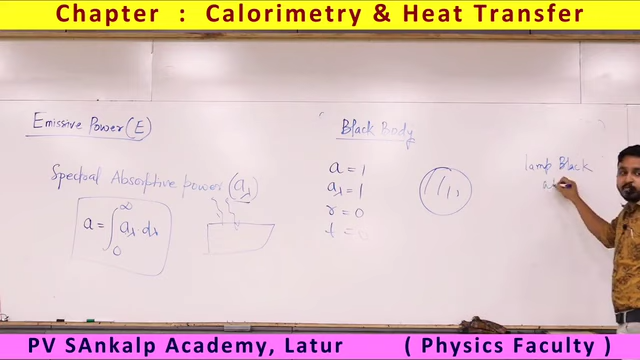 Chapter : Calorimetry & Heat Transfer
Emissive Power (E)
Spectral Absorptive power (aλ)
a = ∫₀^∞ aλ · dλ
Black Body
a = 1
aλ = 1
r = 0
t = 0
lamp Black
PV SAnkalp Academy, Latur ( Physics Faculty )